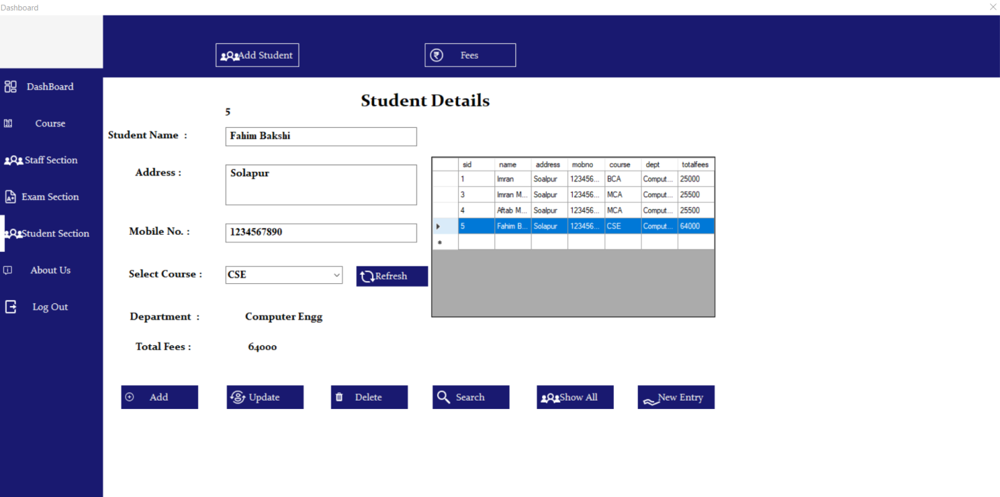 Dashboard
Add Student
Fees
DashBoard
Course
Staff Section
Exam Section
Student Section
About Us
Log Out
Student Details
5
Student Name :
Fahim Bakshi
Address :
Solapur
Mobile No. :
1234567890
Select Course :
CSE
Refresh
Department :
Computer Engg
Total Fees :
64000
sid name address mobno course dept totalfees
1 Imran Soalpur 123456... BCA Comput... 25000
3 Imran M... Soalpur 123456... MCA Comput... 25500
4 Aftab M... Soalpur 123456... MCA Comput... 25500
5 Fahim B... Solapur 123456... CSE Comput... 64000
Add
Update
Delete
Search
Show All
New Entry